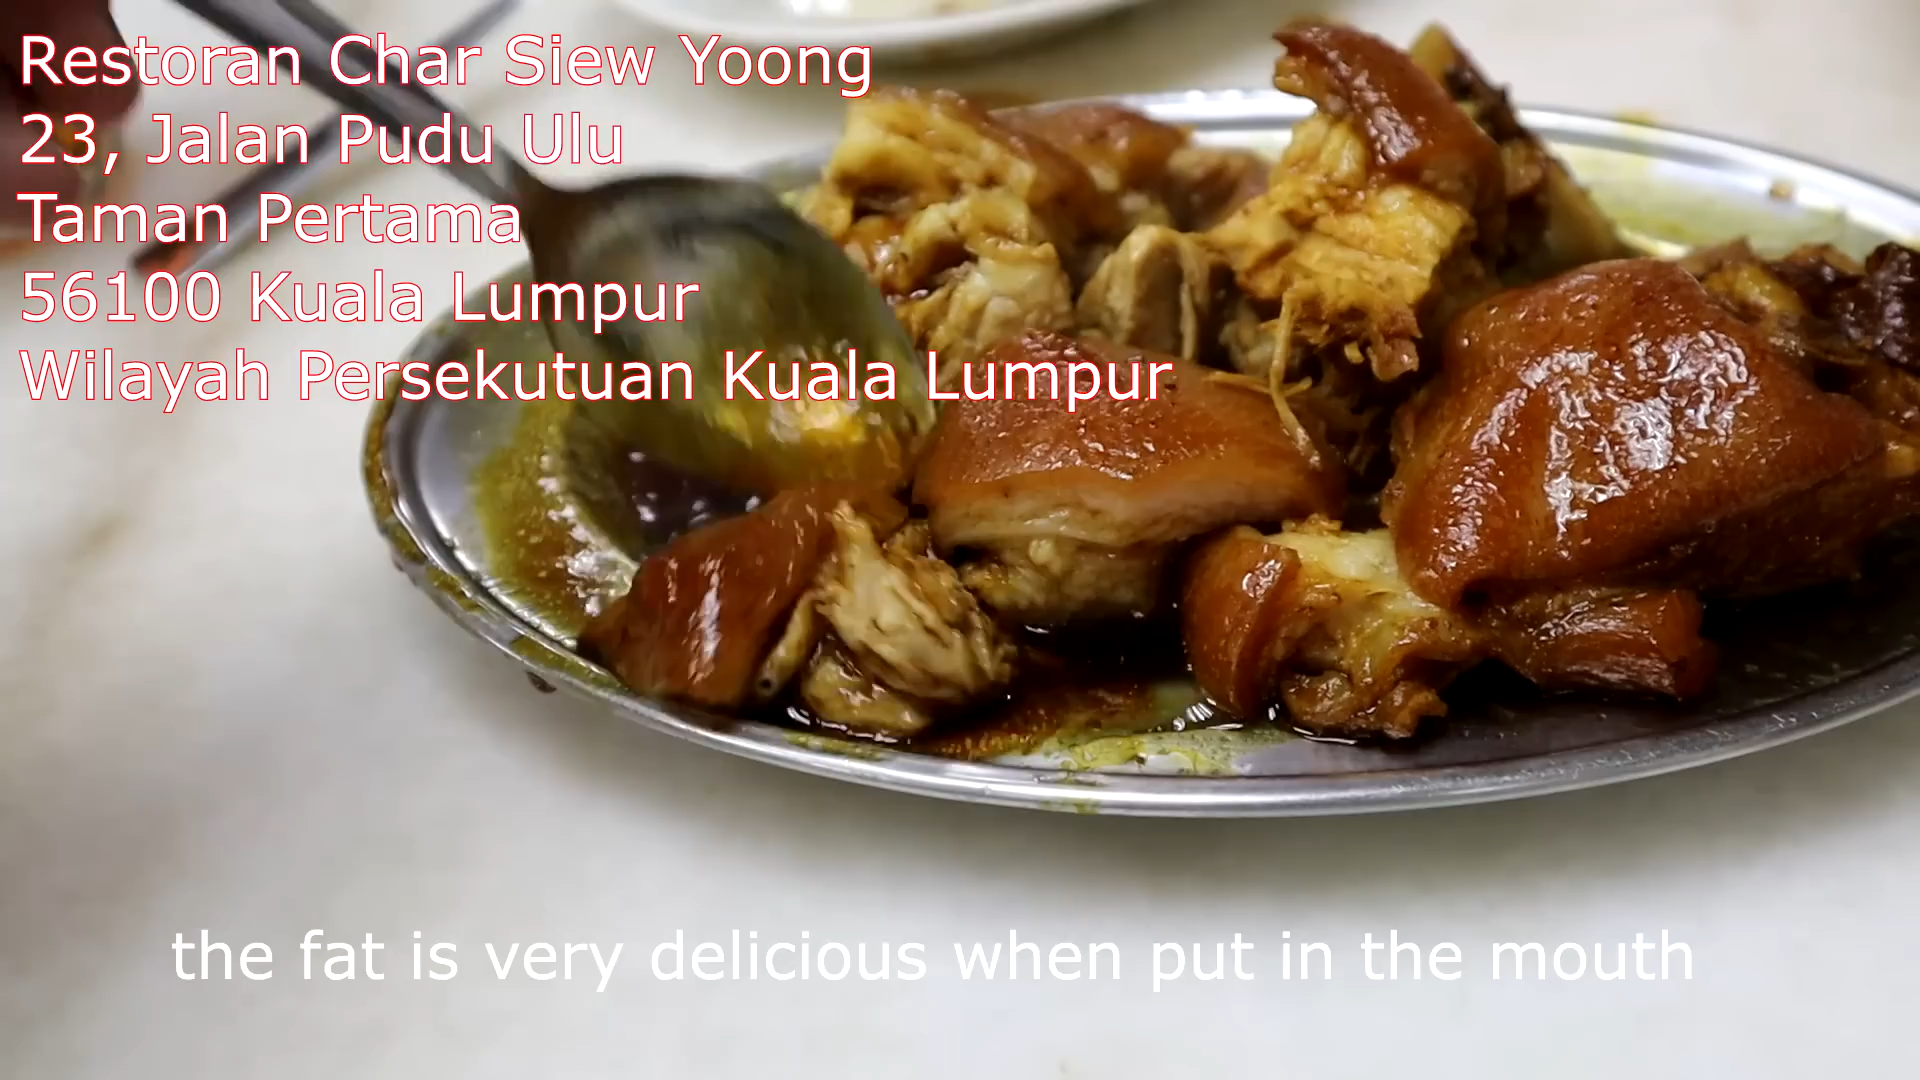 Restoran Char Siew Yoong
23, Jalan Pudu Ulu
Taman Pertama
56100 Kuala Lumpur
Wilayah Persekutuan Kuala Lumpur
the fat is very delicious when put in the mouth